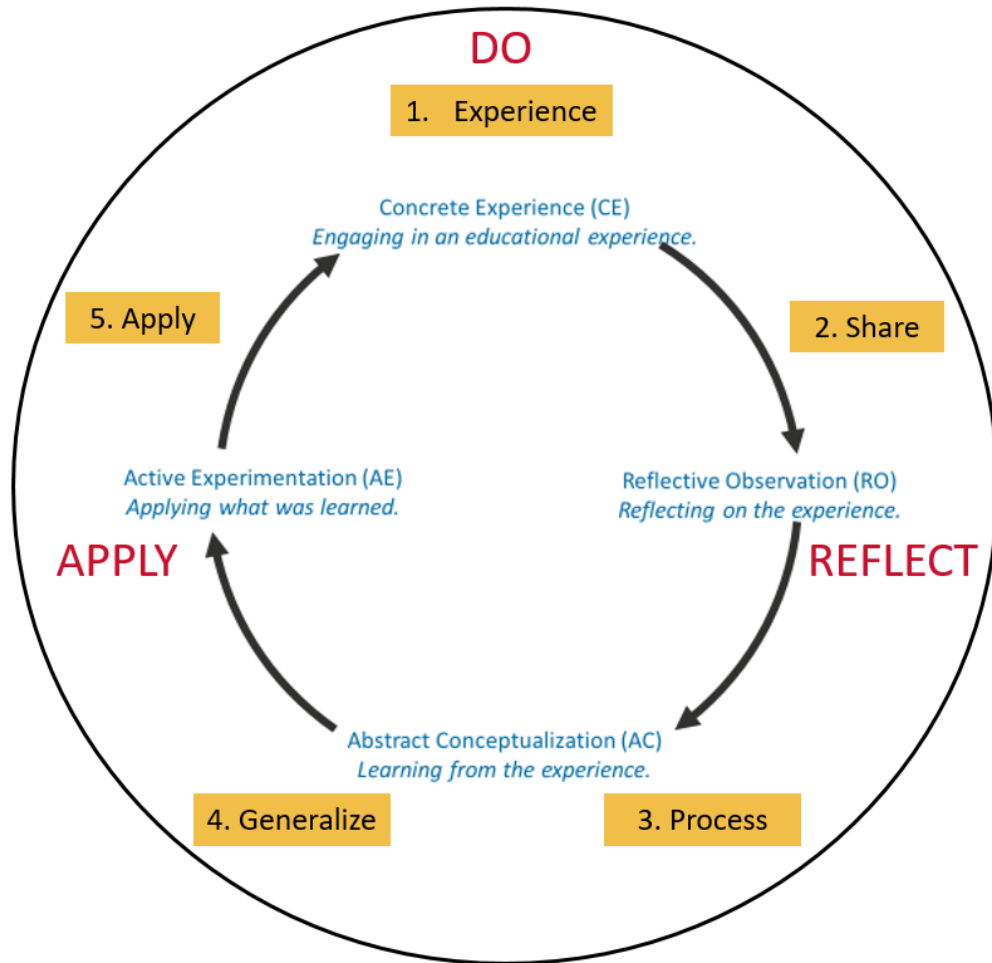 DO
1. Experience
Concrete Experience (CE)
Engaging in an educational experience.
5. Apply
2. Share
Active Experimentation (AE)
Applying what was learned.
Reflective Observation (RO)
Reflecting on the experience.
APPLY
REFLECT
Abstract Conceptualization (AC)
Learning from the experience.
4. Generalize
3. Process